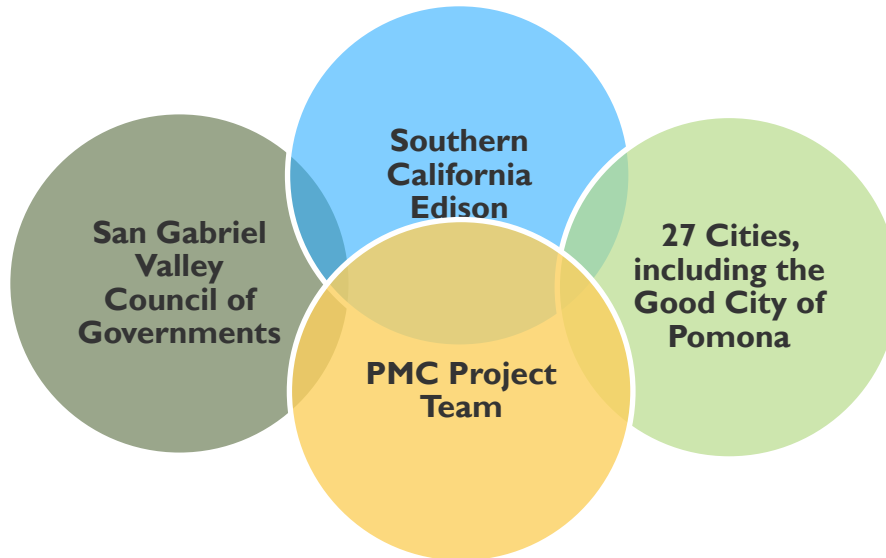 Southern
California
Edison
San Gabriel
Valley
Council of
Governments
27 Cities,
including the
Good City of
Pomona
PMC Project
Team